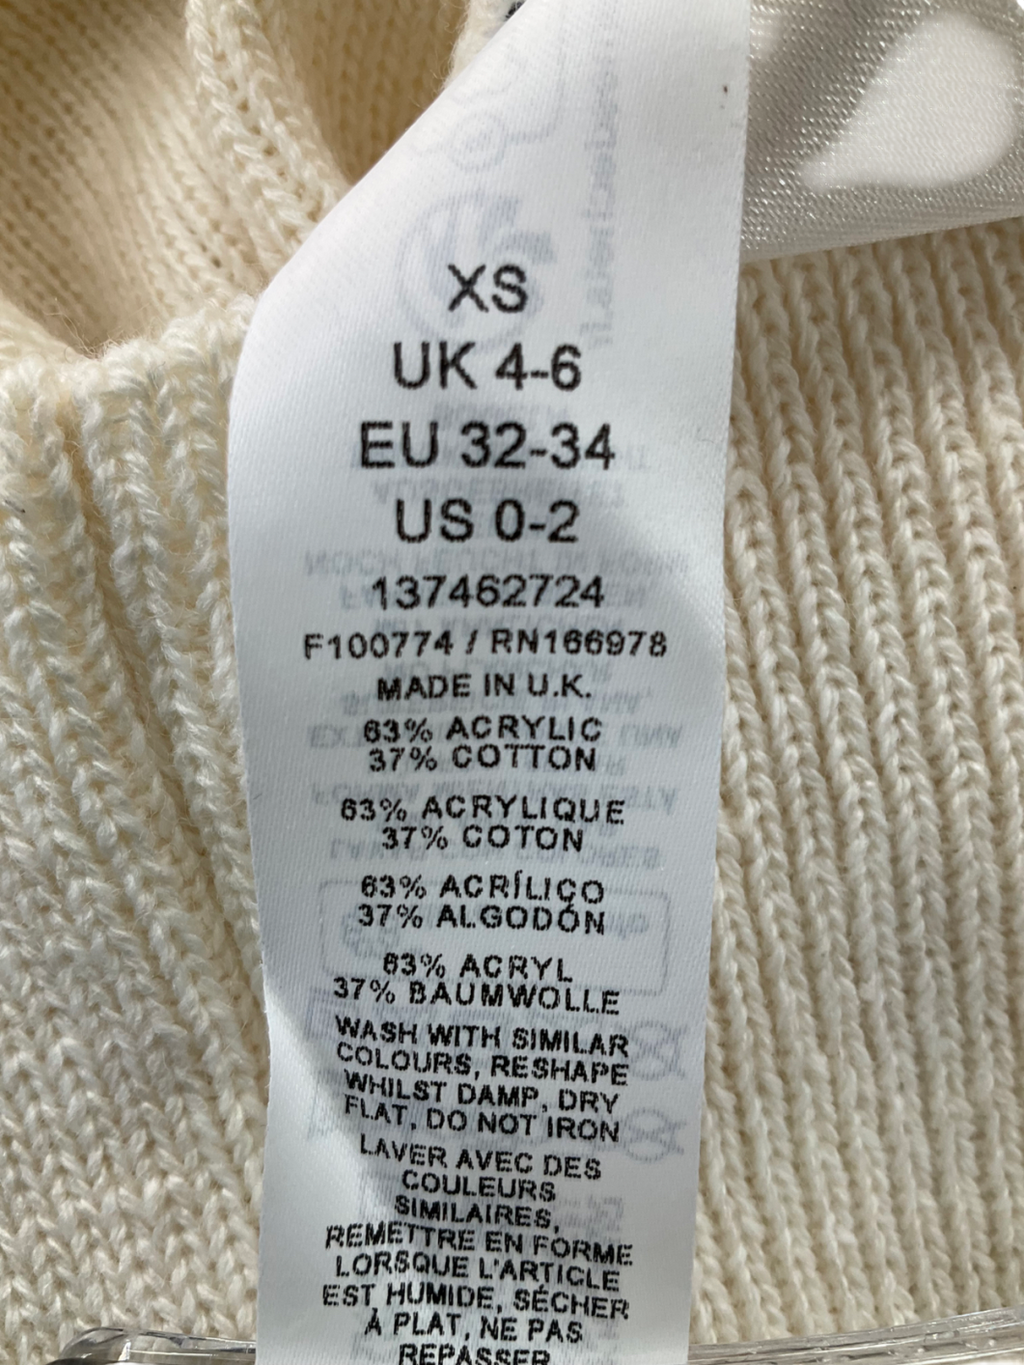 XS
UK 4-6
EU 32-34
US 0-2
137462724
F100774 / RN166978
MADE IN U.K.
63% ACRYLIC
37% COTTON
63% ACRYLIQUE
37% COTON
63% ACRÍLIÇO
37% ALGODÓN
63% ACRYL
37% BAUMWOLLE
WASH WITH SIMILAR
COLOURS, RESHAPE
WHILST DAMP, DRY
FLAT, DO NOT IRON
LAVER AVEC DES
COULEURS
SIMILAIRES,
REMETTRE EN FORME
LORSQUE L'ARTICLE
EST HUMIDE, SÉCHER
À PLAT, NE PAS
REPASSER